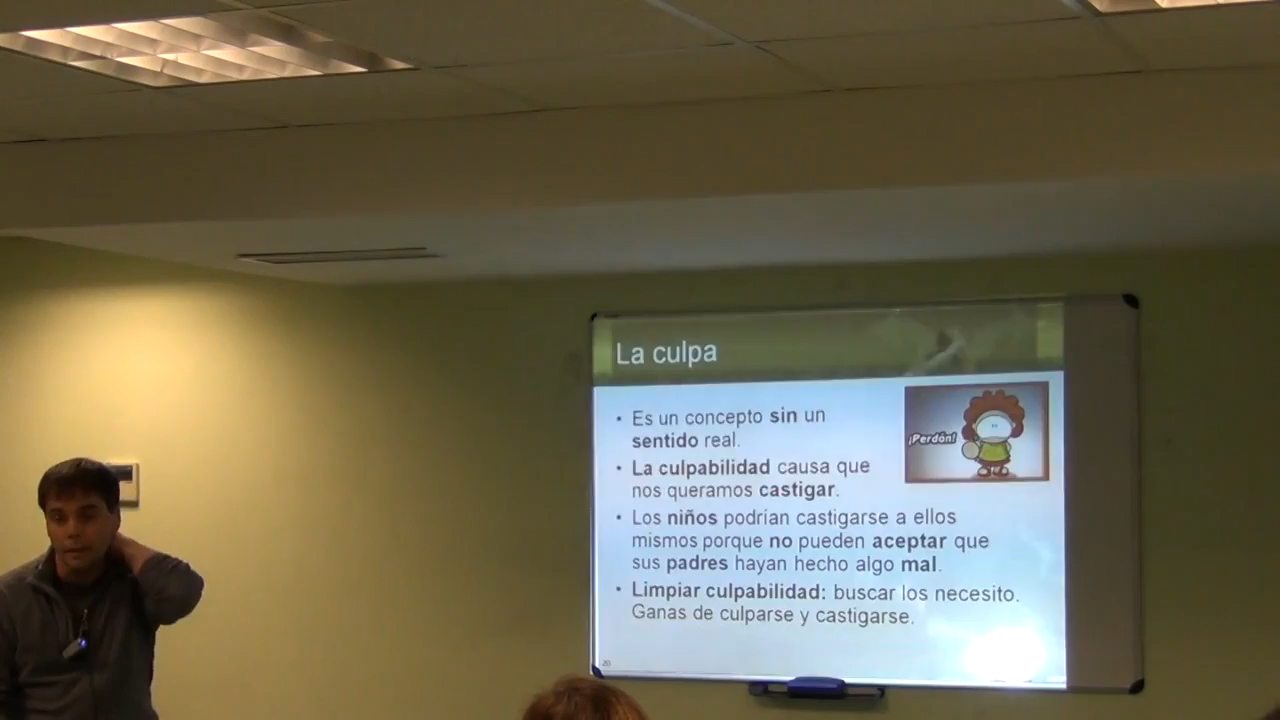 La culpa
• Es un concepto sin un
sentido real.
• La culpabilidad causa que
nos queramos castigar.
¡Perdón!
• Los niños podrían castigarse a ellos
mismos porque no pueden aceptar que
sus padres hayan hecho algo mal.
• Limpiar culpabilidad: buscar los necesito.
Ganas de culparse y castigarse.
20